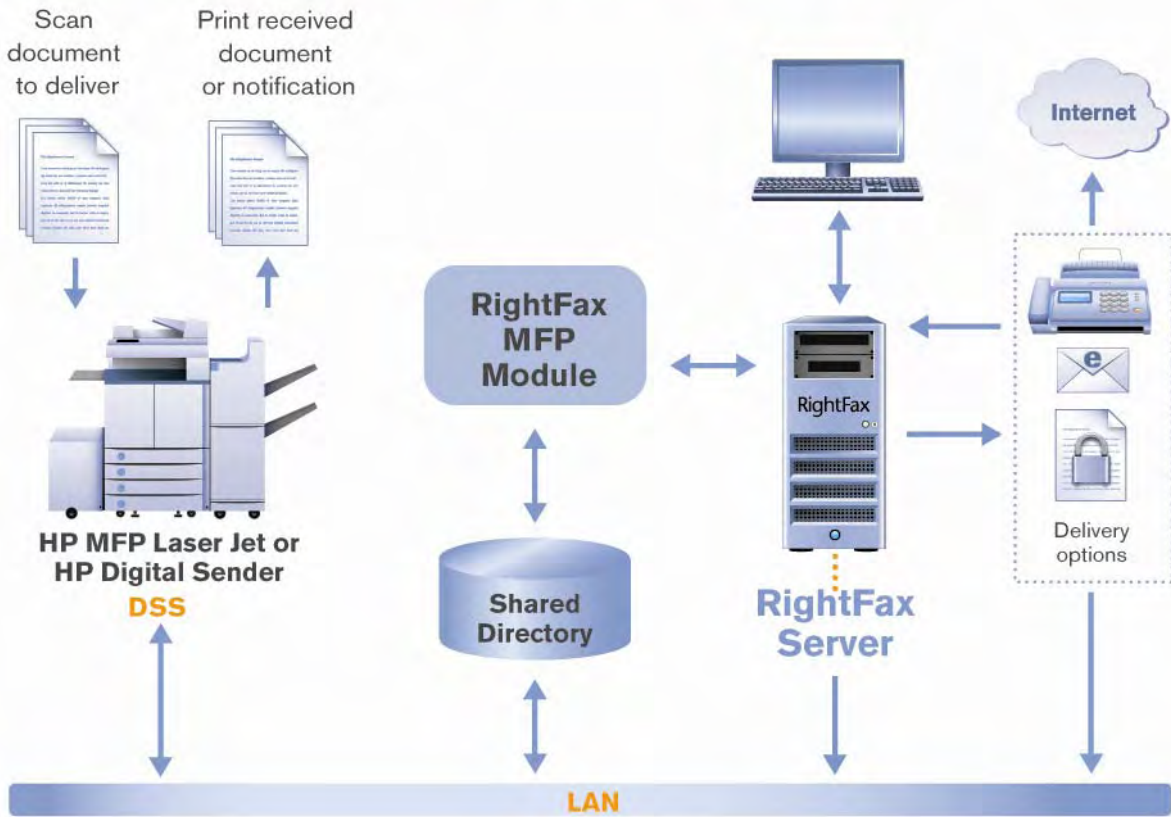 Scan
document
to deliver
Print received
document
or notification
Internet
RightFax
MFP
Module
RightFax
e
HP MFP Laser Jet or
HP Digital Sender
DSS
Shared
Directory
RightFax
Server
Delivery
options
LAN